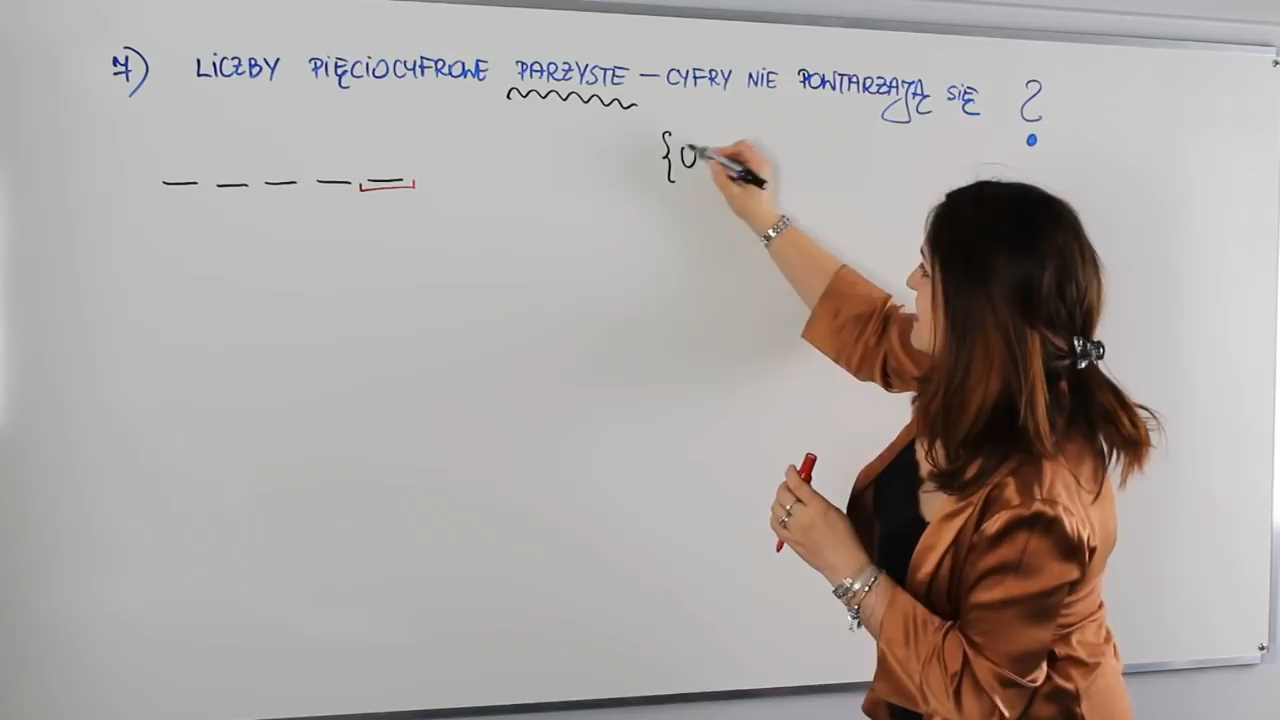 7) LICZBY PIĘCIOCYFROWE PARZYSTE – CYFRY NIE POWTARZAJĄ SIĘ ?
{0
_ _ _ _ _